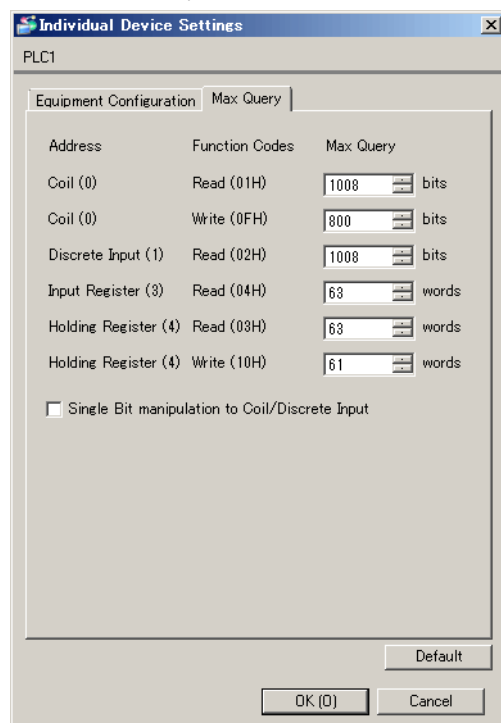 Individual Device Settings
PLC1
Equipment Configuration Max Query
Address Function Codes Max Query
Coil (0) Read (01H) 1008 bits
Coil (0) Write (0FH) 800 bits
Discrete Input (1) Read (02H) 1008 bits
Input Register (3) Read (04H) 63 words
Holding Register (4) Read (03H) 63 words
Holding Register (4) Write (10H) 61 words
Single Bit manipulation to Coil/Discrete Input
Default
OK (O) Cancel